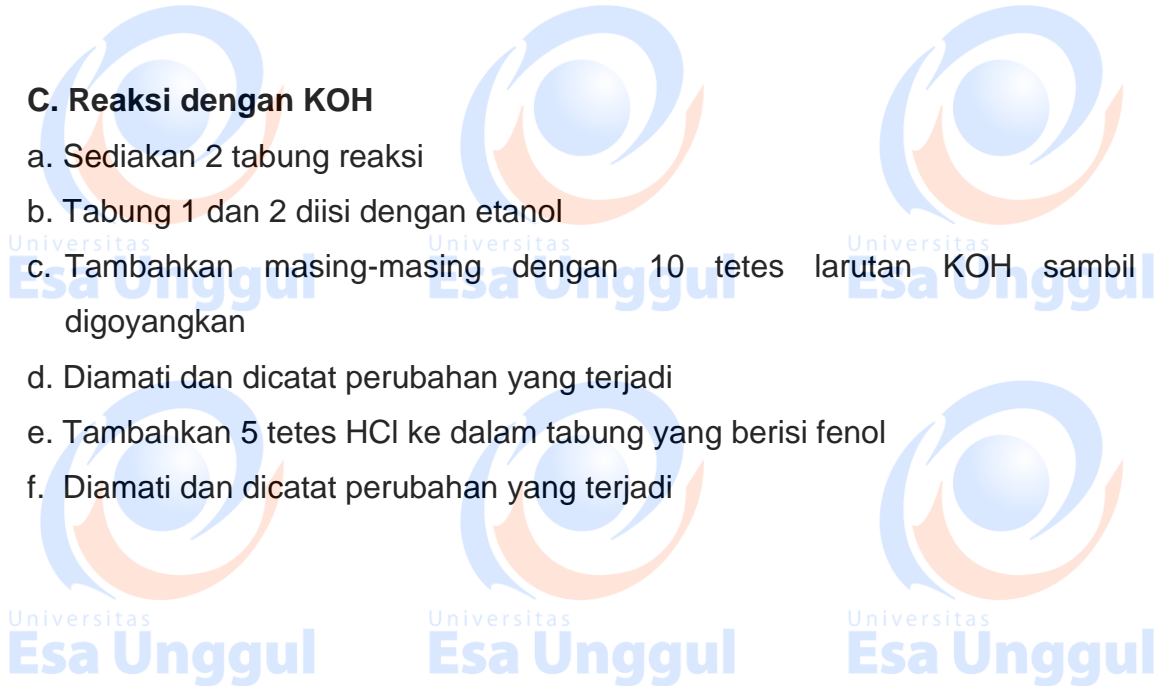 C. Reaksi dengan KOH
a. Sediakan 2 tabung reaksi
b. Tabung 1 dan 2 diisi dengan etanol
Universitas Universitas Universitas
Esa Unggul Esa Unggul Esa Unggul
c. Tambahkan masing-masing dengan 10 tetes larutan KOH sambil
digoyangkan
d. Diamati dan dicatat perubahan yang terjadi
e. Tambahkan 5 tetes HCl ke dalam tabung yang berisi fenol
f. Diamati dan dicatat perubahan yang terjadi
Universitas Universitas Universitas
Esa Unggul Esa Unggul Esa Unggul